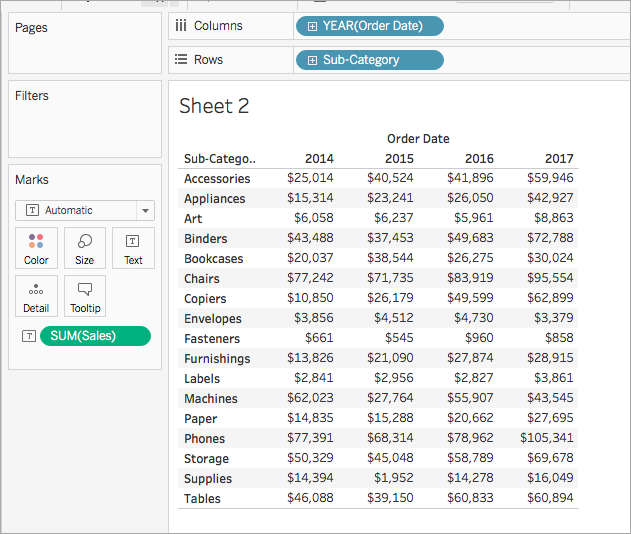 Pages
Columns
YEAR(Order Date)
Rows
Sub-Category
Filters
Marks
Automatic
Color Size Text
Detail Tooltip
SUM(Sales)
Sheet 2
Order Date
Sub-Catego.. 2014 2015 2016 2017
Accessories $25,014 $40,524 $41,896 $59,946
Appliances $15,314 $23,241 $26,050 $42,927
Art $6,058 $6,237 $5,961 $8,863
Binders $43,488 $37,453 $49,683 $72,788
Bookcases $20,037 $38,544 $26,275 $30,024
Chairs $77,242 $71,735 $83,919 $95,554
Copiers $10,850 $26,179 $49,599 $62,899
Envelopes $3,856 $4,512 $4,730 $3,379
Fasteners $661 $545 $960 $858
Furnishings $13,826 $21,090 $27,874 $28,915
Labels $2,841 $2,956 $2,827 $3,861
Machines $62,023 $27,764 $55,907 $43,545
Paper $14,835 $15,288 $20,662 $27,695
Phones $77,391 $68,314 $78,962 $105,341
Storage $50,329 $45,048 $58,789 $69,678
Supplies $14,394 $1,952 $14,278 $16,049
Tables $46,088 $39,150 $60,833 $60,894